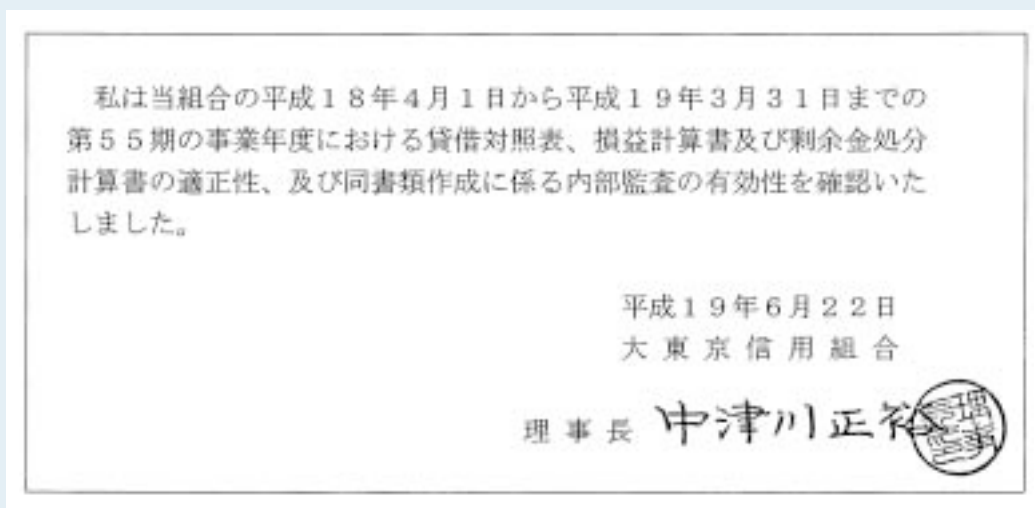 私は当組合の平成１８年４月１日から平成１９年３月３１日までの
第５５期の事業年度における貸借対照表、損益計算書及び剰余金処分
計算書の適正性、及び同書類作成に係る内部監査の有効性を確認いた
しました。
平成１９年６月２２日
大東京信用組合
理事長 中津川正裕